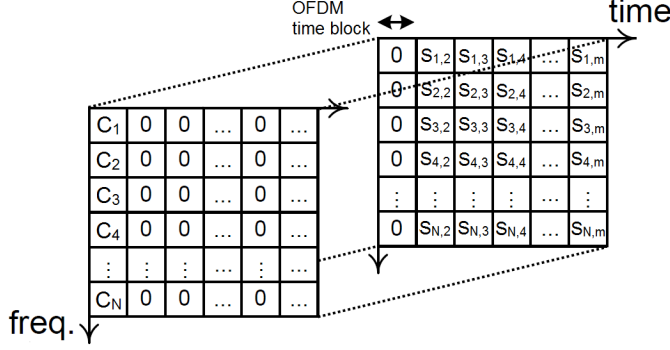 OFDM
time block
time
0 S1,2 S1,3 S1,4 ... S1,m
0 S2,2 S2,3 S2,4 ... S2,m
0 S3,2 S3,3 S3,4 ... S3,m
0 S4,2 S4,3 S4,4 ... S4,m
⋮ ⋮ ⋮ ⋮ ... ⋮
0 SN,2 SN,3 SN,4 ... SN,m
C1 0 0 ... 0 ...
C2 0 0 ... 0 ...
C3 0 0 ... 0 ...
C4 0 0 ... 0 ...
⋮ ⋮ ⋮ ... ⋮ ...
CN 0 0 ... 0 ...
freq.